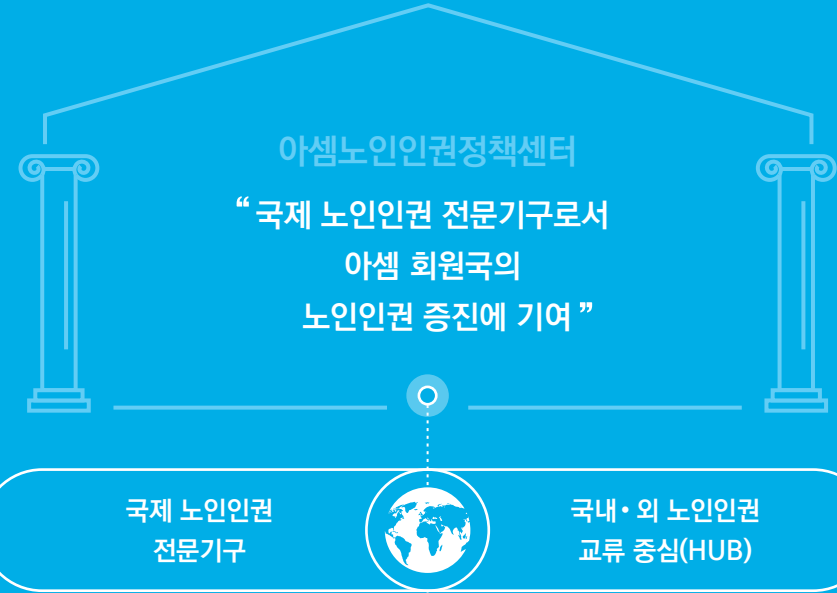 아셈노인인권정책센터
“ 국제 노인인권 전문기구로서
아셈 회원국의
노인인권 증진에 기여 ”
국제 노인인권
전문기구
국내 • 외 노인인권
교류 중심(HUB)